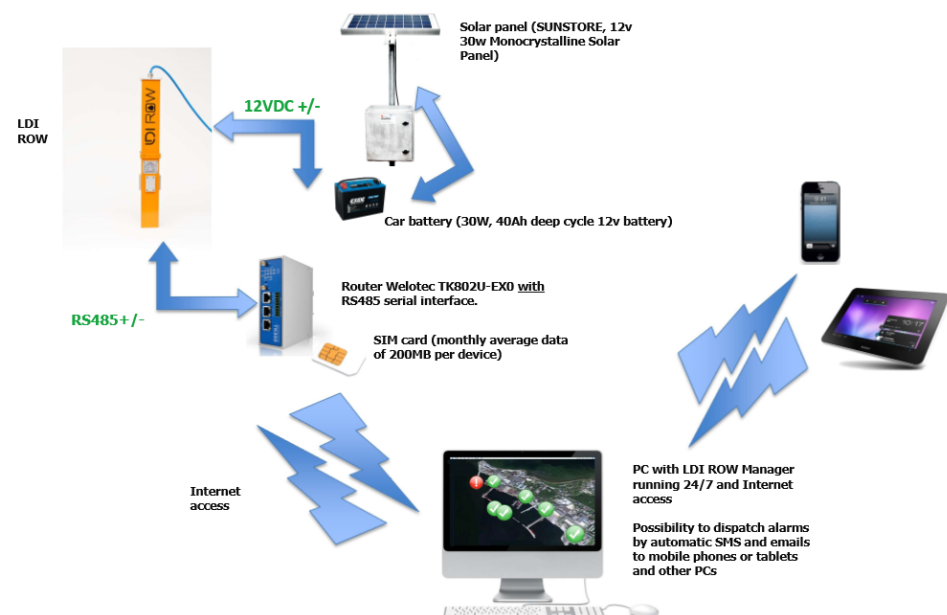 Solar panel (SUNSTORE, 12v
30w Monocrystalline Solar
Panel)
12VDC +/-
LDI
ROW
LDI ROW
Car battery (30W, 40Ah deep cycle 12v battery)
Router Welotec TK802U-EX0 with
RS485 serial interface.
RS485+/-
SIM card (monthly average data
of 200MB per device)
10:17
Internet
access
PC with LDI ROW Manager
running 24/7 and Internet
access
Possibility to dispatch alarms
by automatic SMS and emails
to mobile phones or tablets
and other PCs